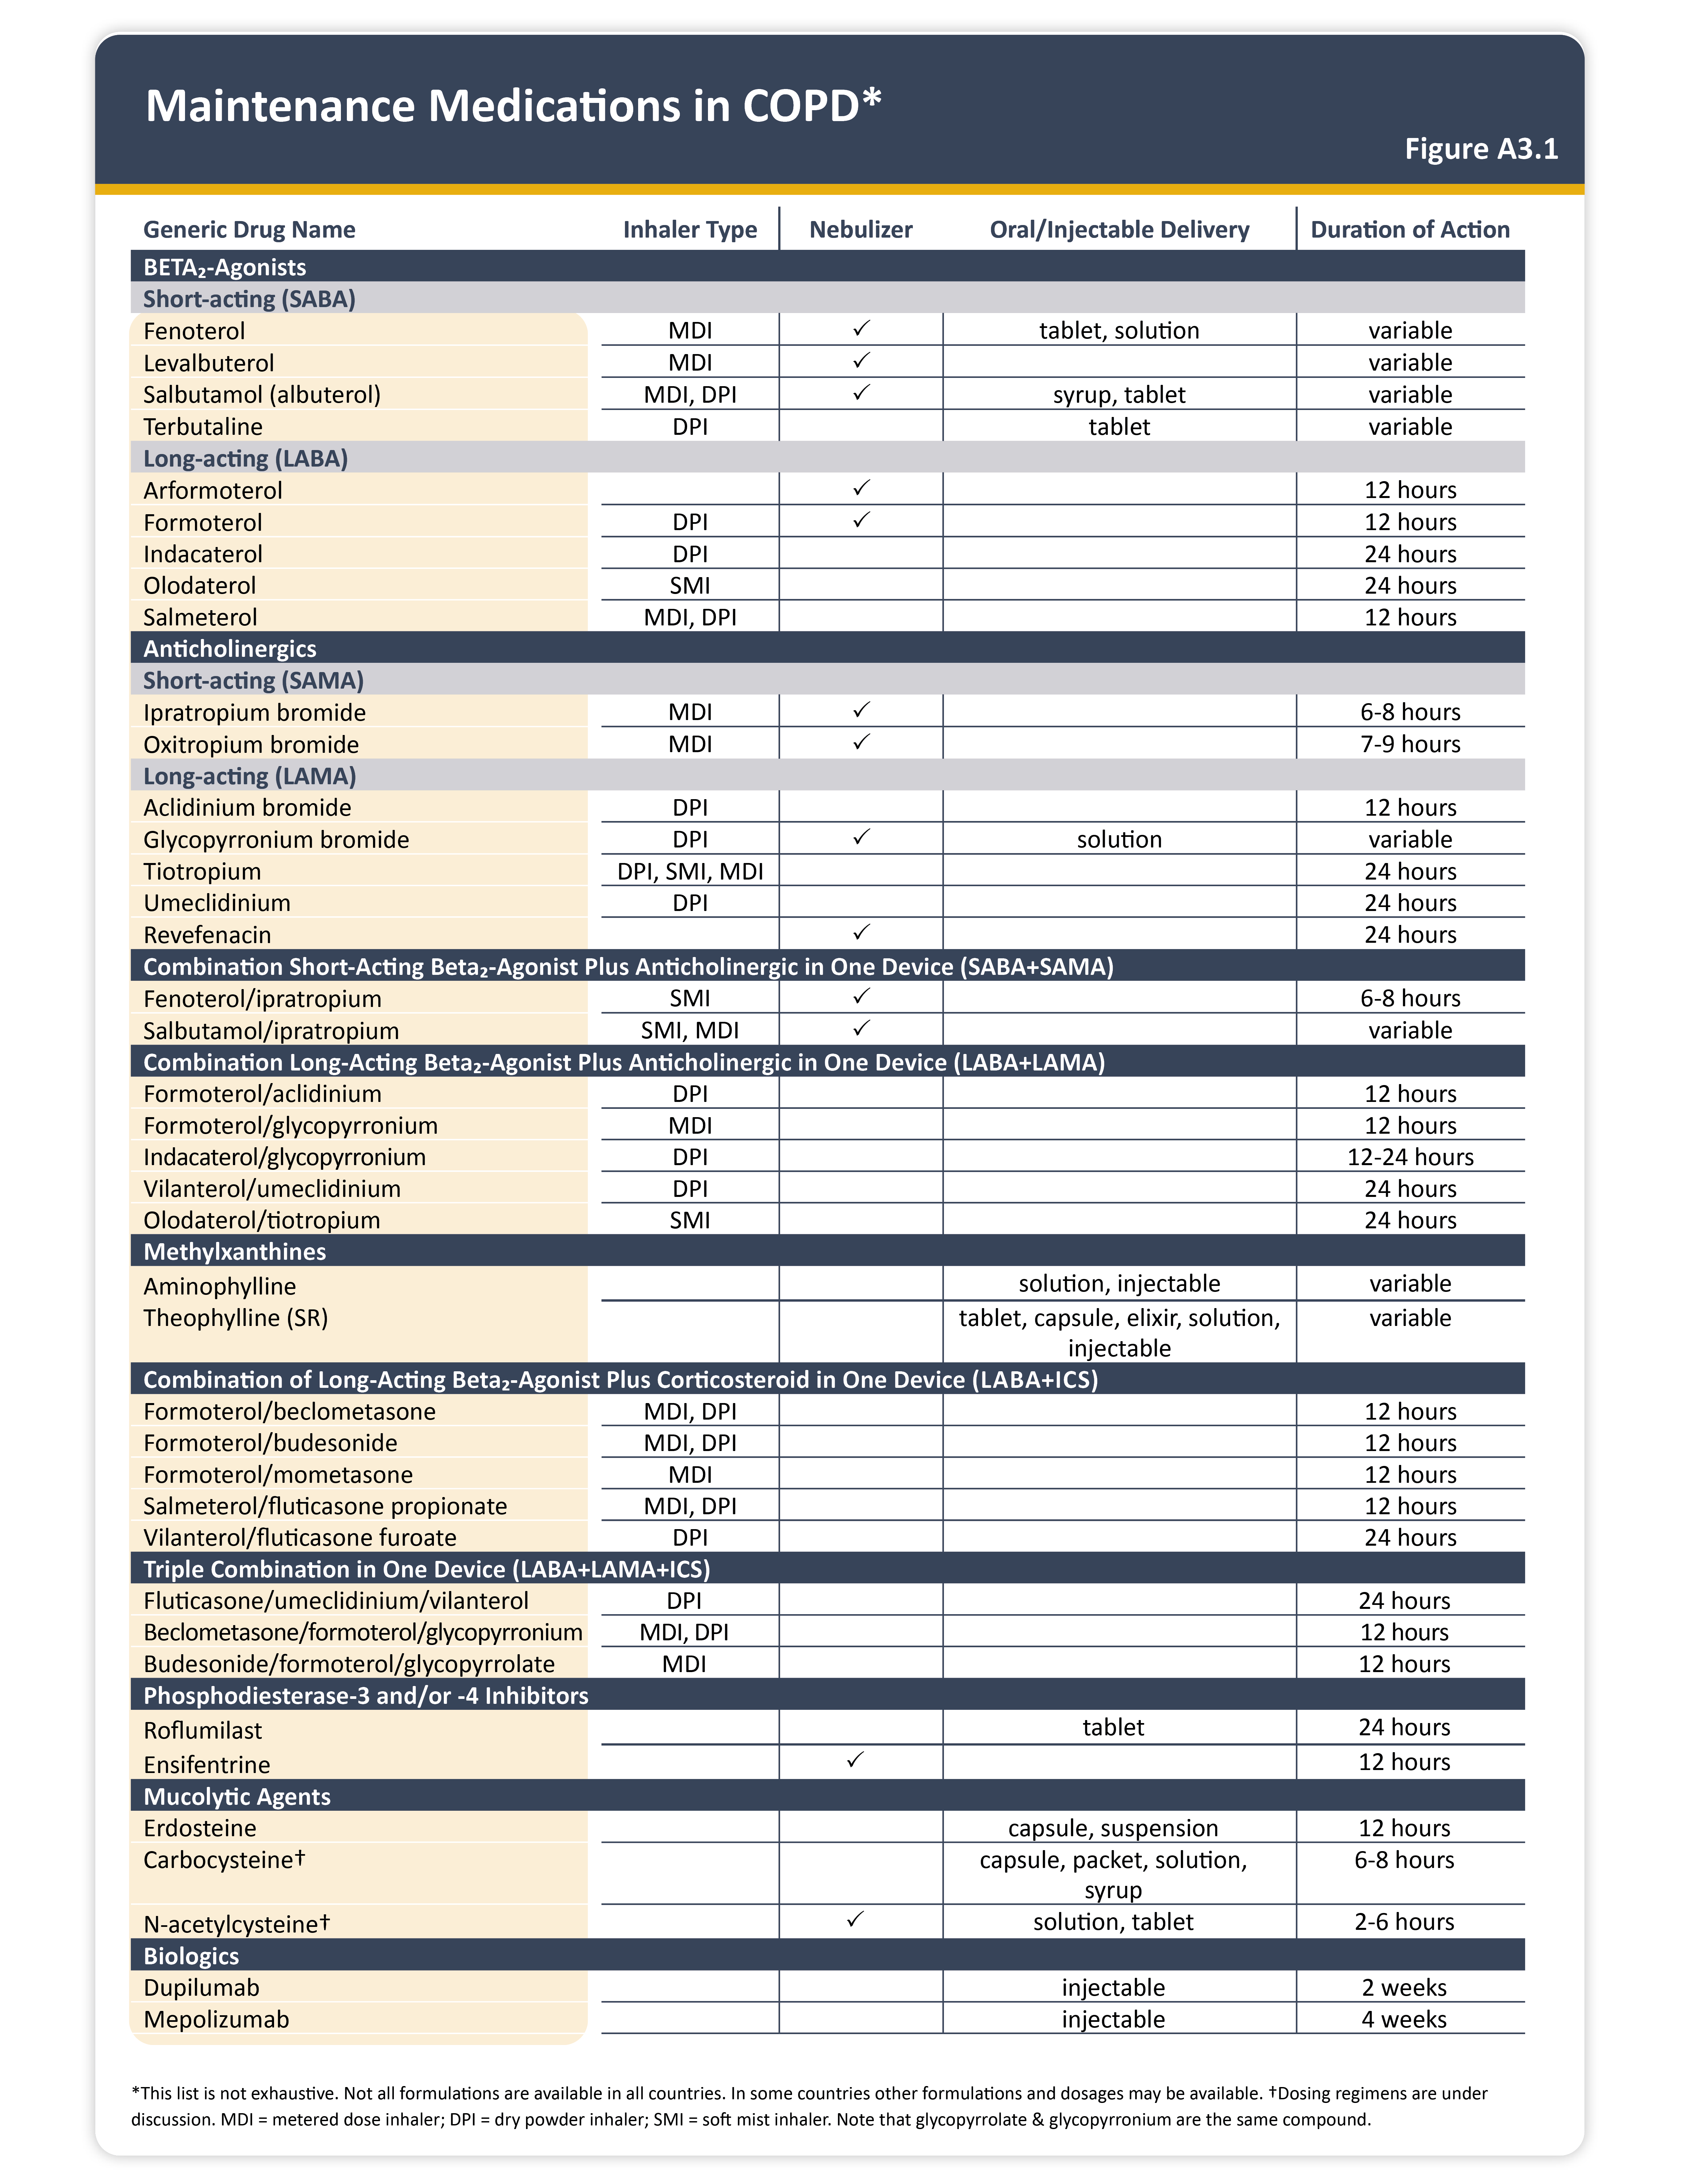 Maintenance Medications in COPD*
Figure A3.1
Generic Drug Name Inhaler Type Nebulizer Oral/Injectable Delivery Duration of Action
BETA₂-Agonists
Short-acting (SABA)
Fenoterol MDI ✓ tablet, solution variable
Levalbuterol MDI ✓ variable
Salbutamol (albuterol) MDI, DPI ✓ syrup, tablet variable
Terbutaline DPI tablet variable
Long-acting (LABA)
Arformoterol ✓ 12 hours
Formoterol DPI ✓ 12 hours
Indacaterol DPI 24 hours
Olodaterol SMI 24 hours
Salmeterol MDI, DPI 12 hours
Anticholinergics
Short-acting (SAMA)
Ipratropium bromide MDI ✓ 6-8 hours
Oxitropium bromide MDI ✓ 7-9 hours
Long-acting (LAMA)
Aclidinium bromide DPI 12 hours
Glycopyrronium bromide DPI ✓ solution variable
Tiotropium DPI, SMI, MDI 24 hours
Umeclidinium DPI 24 hours
Revefenacin ✓ 24 hours
Combination Short-Acting Beta₂-Agonist Plus Anticholinergic in One Device (SABA+SAMA)
Fenoterol/ipratropium SMI ✓ 6-8 hours
Salbutamol/ipratropium SMI, MDI ✓ variable
Combination Long-Acting Beta₂-Agonist Plus Anticholinergic in One Device (LABA+LAMA)
Formoterol/aclidinium DPI 12 hours
Formoterol/glycopyrronium MDI 12 hours
Indacaterol/glycopyrronium DPI 12-24 hours
Vilanterol/umeclidinium DPI 24 hours
Olodaterol/tiotropium SMI 24 hours
Methylxanthines
Aminophylline solution, injectable variable
Theophylline (SR) tablet, capsule, elixir, solution, variable
injectable
Combination of Long-Acting Beta₂-Agonist Plus Corticosteroid in One Device (LABA+ICS)
Formoterol/beclometasone MDI, DPI 12 hours
Formoterol/budesonide MDI, DPI 12 hours
Formoterol/mometasone MDI 12 hours
Salmeterol/fluticasone propionate MDI, DPI 12 hours
Vilanterol/fluticasone furoate DPI 24 hours
Triple Combination in One Device (LABA+LAMA+ICS)
Fluticasone/umeclidinium/vilanterol DPI 24 hours
Beclometasone/formoterol/glycopyrronium MDI, DPI 12 hours
Budesonide/formoterol/glycopyrrolate MDI 12 hours
Phosphodiesterase-3 and/or -4 Inhibitors
Roflumilast tablet 24 hours
Ensifentrine ✓ 12 hours
Mucolytic Agents
Erdosteine capsule, suspension 12 hours
Carbocysteine† capsule, packet, solution, 6-8 hours
syrup
N-acetylcysteine† ✓ solution, tablet 2-6 hours
Biologics
Dupilumab injectable 2 weeks
Mepolizumab injectable 4 weeks
*This list is not exhaustive. Not all formulations are available in all countries. In some countries other formulations and dosages may be available. †Dosing regimens are under
discussion. MDI = metered dose inhaler; DPI = dry powder inhaler; SMI = soft mist inhaler. Note that glycopyrrolate & glycopyrronium are the same compound.